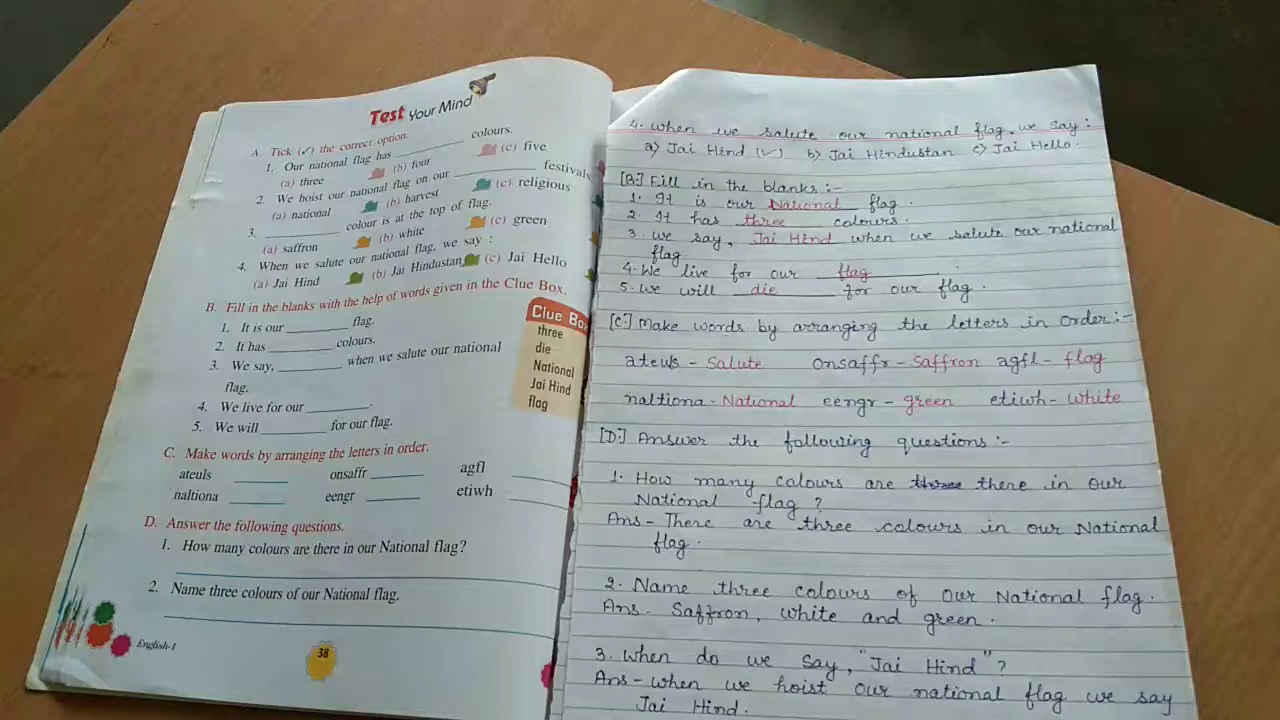 Test Your Mind
A. Tick (✓) the correct option.
1. Our national flag has ________ colours.
(a) three (b) four (c) five
2. We hoist our national flag on our ________ festivals.
(a) national (b) harvest (c) religious
3. ________ colour is at the top of flag.
(a) saffron (b) white (c) green
4. When we salute our national flag, we say :
(a) Jai Hind (b) Jai Hindustan (c) Jai Hello
B. Fill in the blanks with the help of words given in the Clue Box.
1. It is our ________ flag.
2. It has ________ colours.
3. We say, ________ when we salute our national
flag.
4. We live for our ________.
5. We will ________ for our flag.
Clue Box
three
die
National
Jai Hind
flag
C. Make words by arranging the letters in order.
ateuls ________ onsaffr ________ agfl ________
naltiona ________ eengr ________ etiwh ________
D. Answer the following questions.
1. How many colours are there in our National flag?
2. Name three colours of our National flag.
English-1
38
4. When we salute our national flag, we say :
a) Jai Hind (✓) b) Jai Hindustan c) Jai Hello.
[B.] Fill in the blanks :-
1. It is our National flag.
2. It has three colours.
3. We say, Jai Hind when we salute our national
flag
4. We live for our flag.
5. We will die for our flag.
[C.] Make words by arranging the letters in Order :-
ateuls - Salute onsaffr - Saffron agfl - flag
naltiona - National eengr - green etiwh - white
[D.] Answer the following questions :-
1. How many colours are three there in our
National flag ?
Ans - There are three colours in our National
flag.
2. Name three colours of our National flag.
Ans - Saffron, white and green.
3. When do we say, "Jai Hind" ?
Ans - When we hoist our national flag we say
Jai Hind.